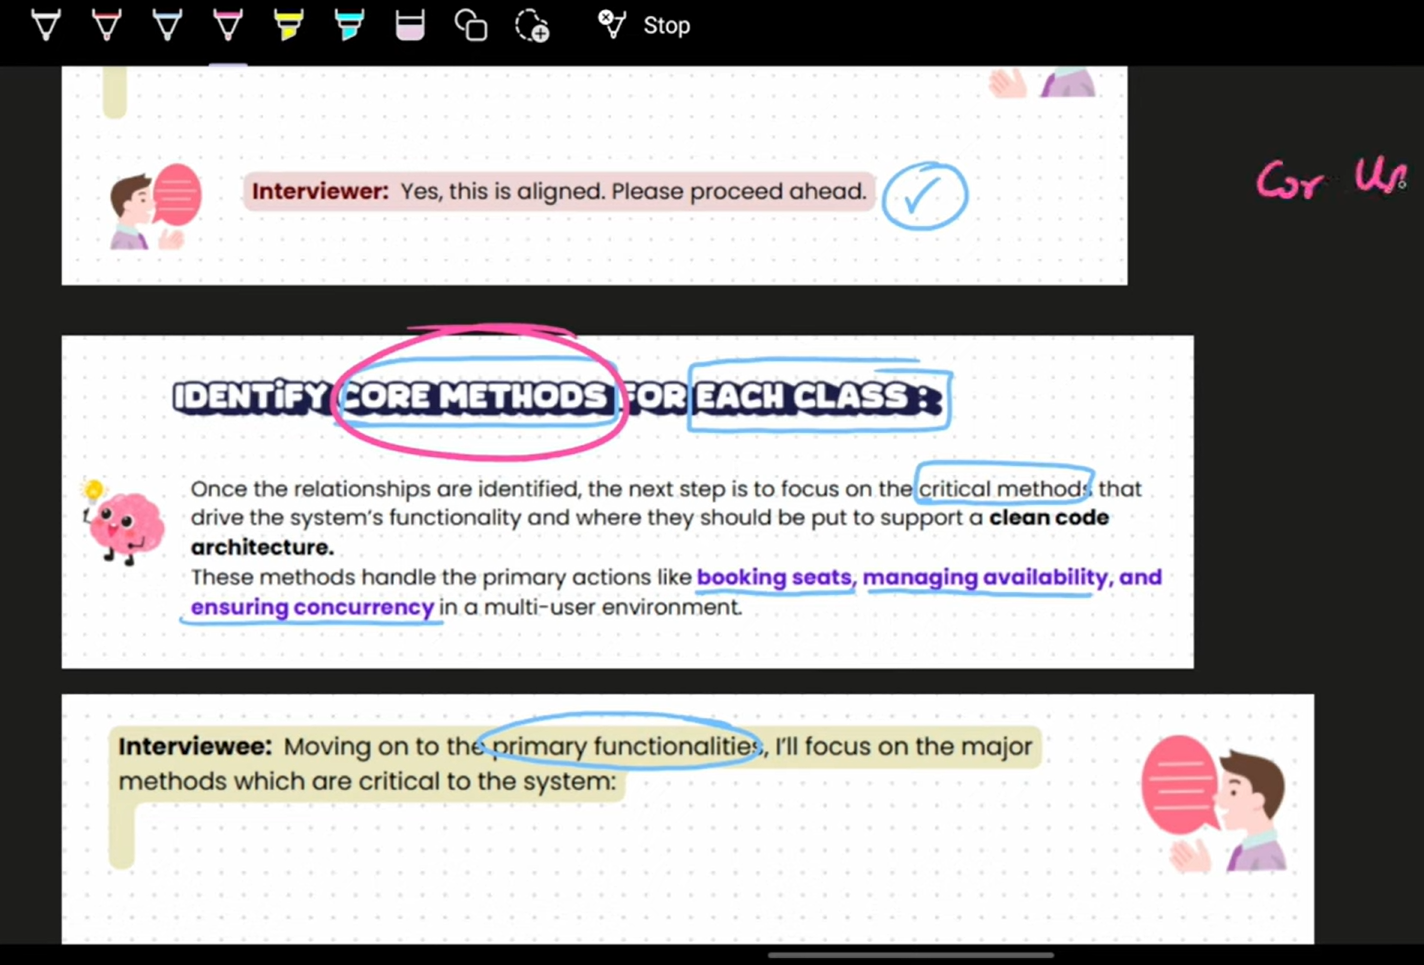 Stop
Interviewer: Yes, this is aligned. Please proceed ahead.
Cor
IDENTiFY CORE METHODS FOR EACH CLASS :
Once the relationships are identified, the next step is to focus on the critical methods that
drive the system's functionality and where they should be put to support a clean code
architecture.
These methods handle the primary actions like booking seats, managing availability, and
ensuring concurrency in a multi-user environment.
Interviewee: Moving on to the primary functionalities, I'll focus on the major
methods which are critical to the system: